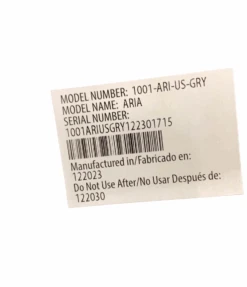 MODEL NUMBER: 1001-ARI-US-GRY
MODEL NAME: ARIA
SERIAL NUMBER:
1001ARIUSGRY122301715
Manufactured in/Fabricado en:
122023
Do Not Use After/No Usar Después de:
122030